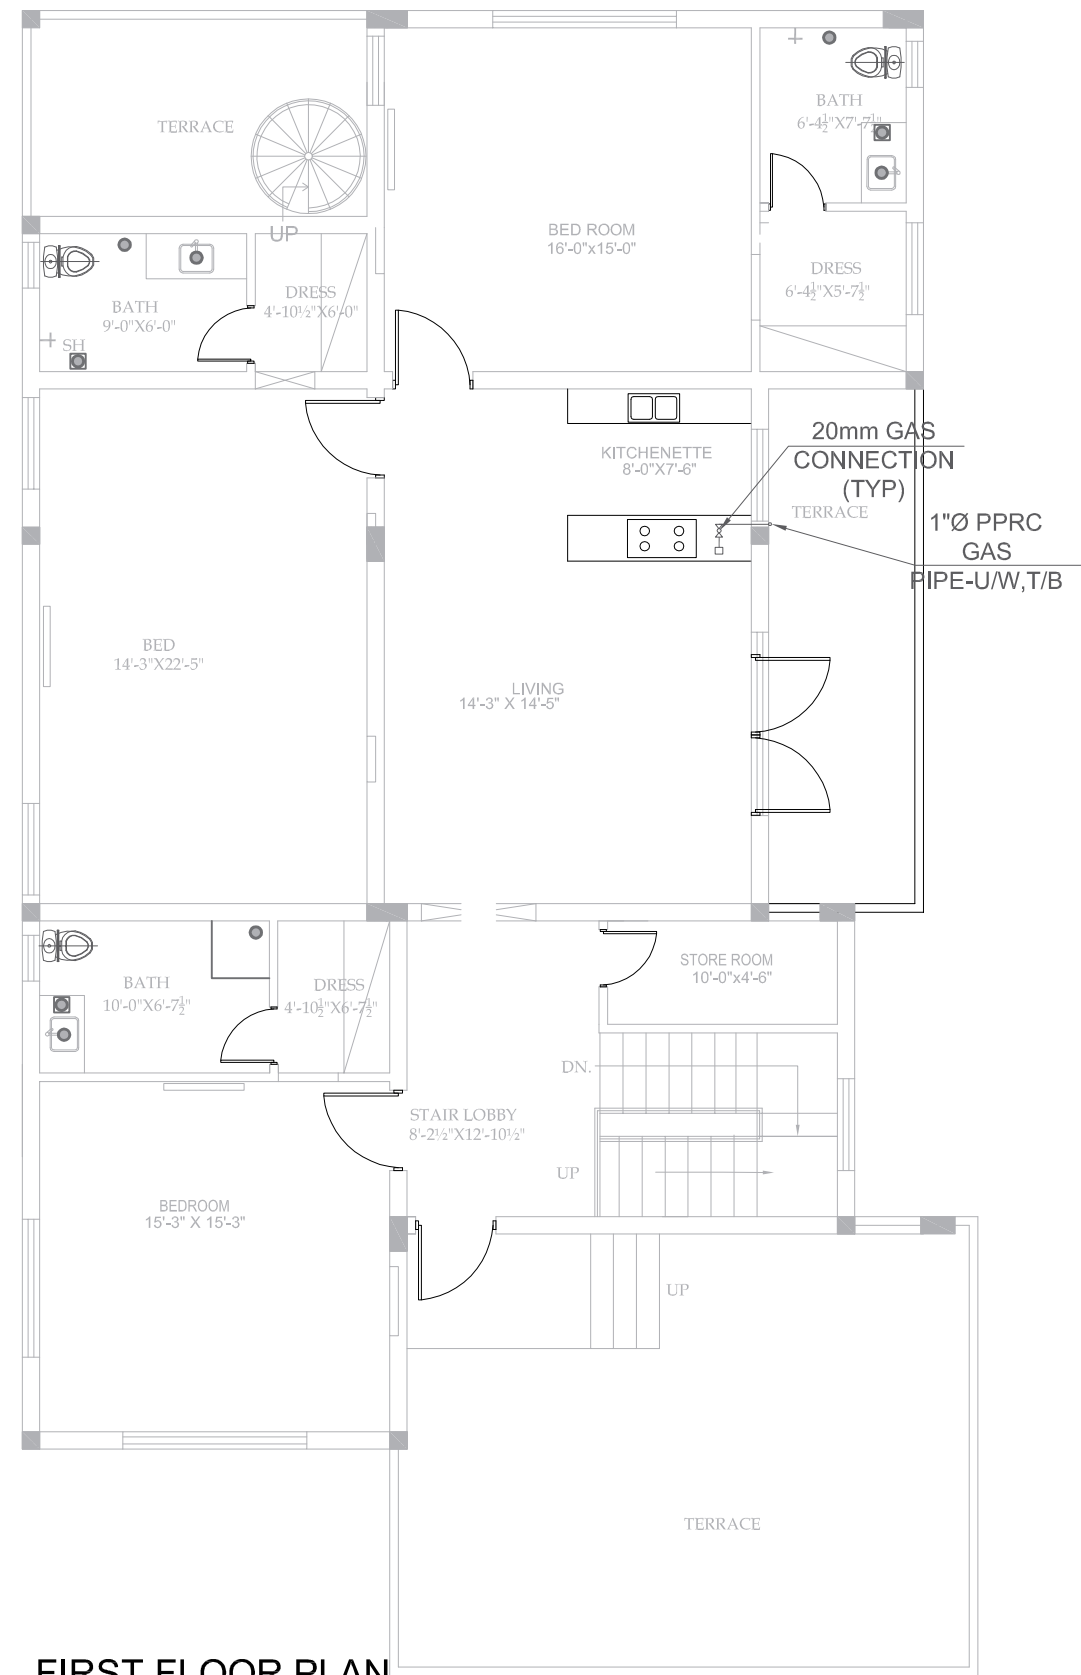 TERRACE
UP
BATH
6'-4½"X7'-7½"
BED ROOM
16'-0"x15'-0"
DRESS
6'-4½"X5'-7½"
DRESS
4'-10½"X6'-0"
BATH
9'-0"X6'-0"
SH
20mm GAS
CONNECTION
(TYP)
KITCHENETTE
8'-0"X7'-6"
TERRACE
1"Ø PPRC
GAS
PIPE-U/W,T/B
BED
14'-3"X22'-5"
LIVING
14'-3" X 14'-5"
STORE ROOM
10'-0"x4'-6"
BATH
10'-0"X6'-7½"
DRESS
4'-10½"X6'-7½"
DN.
STAIR LOBBY
8'-2½"X12'-10½"
UP
BEDROOM
15'-3" X 15'-3"
UP
TERRACE
FIRST FLOOR PLAN